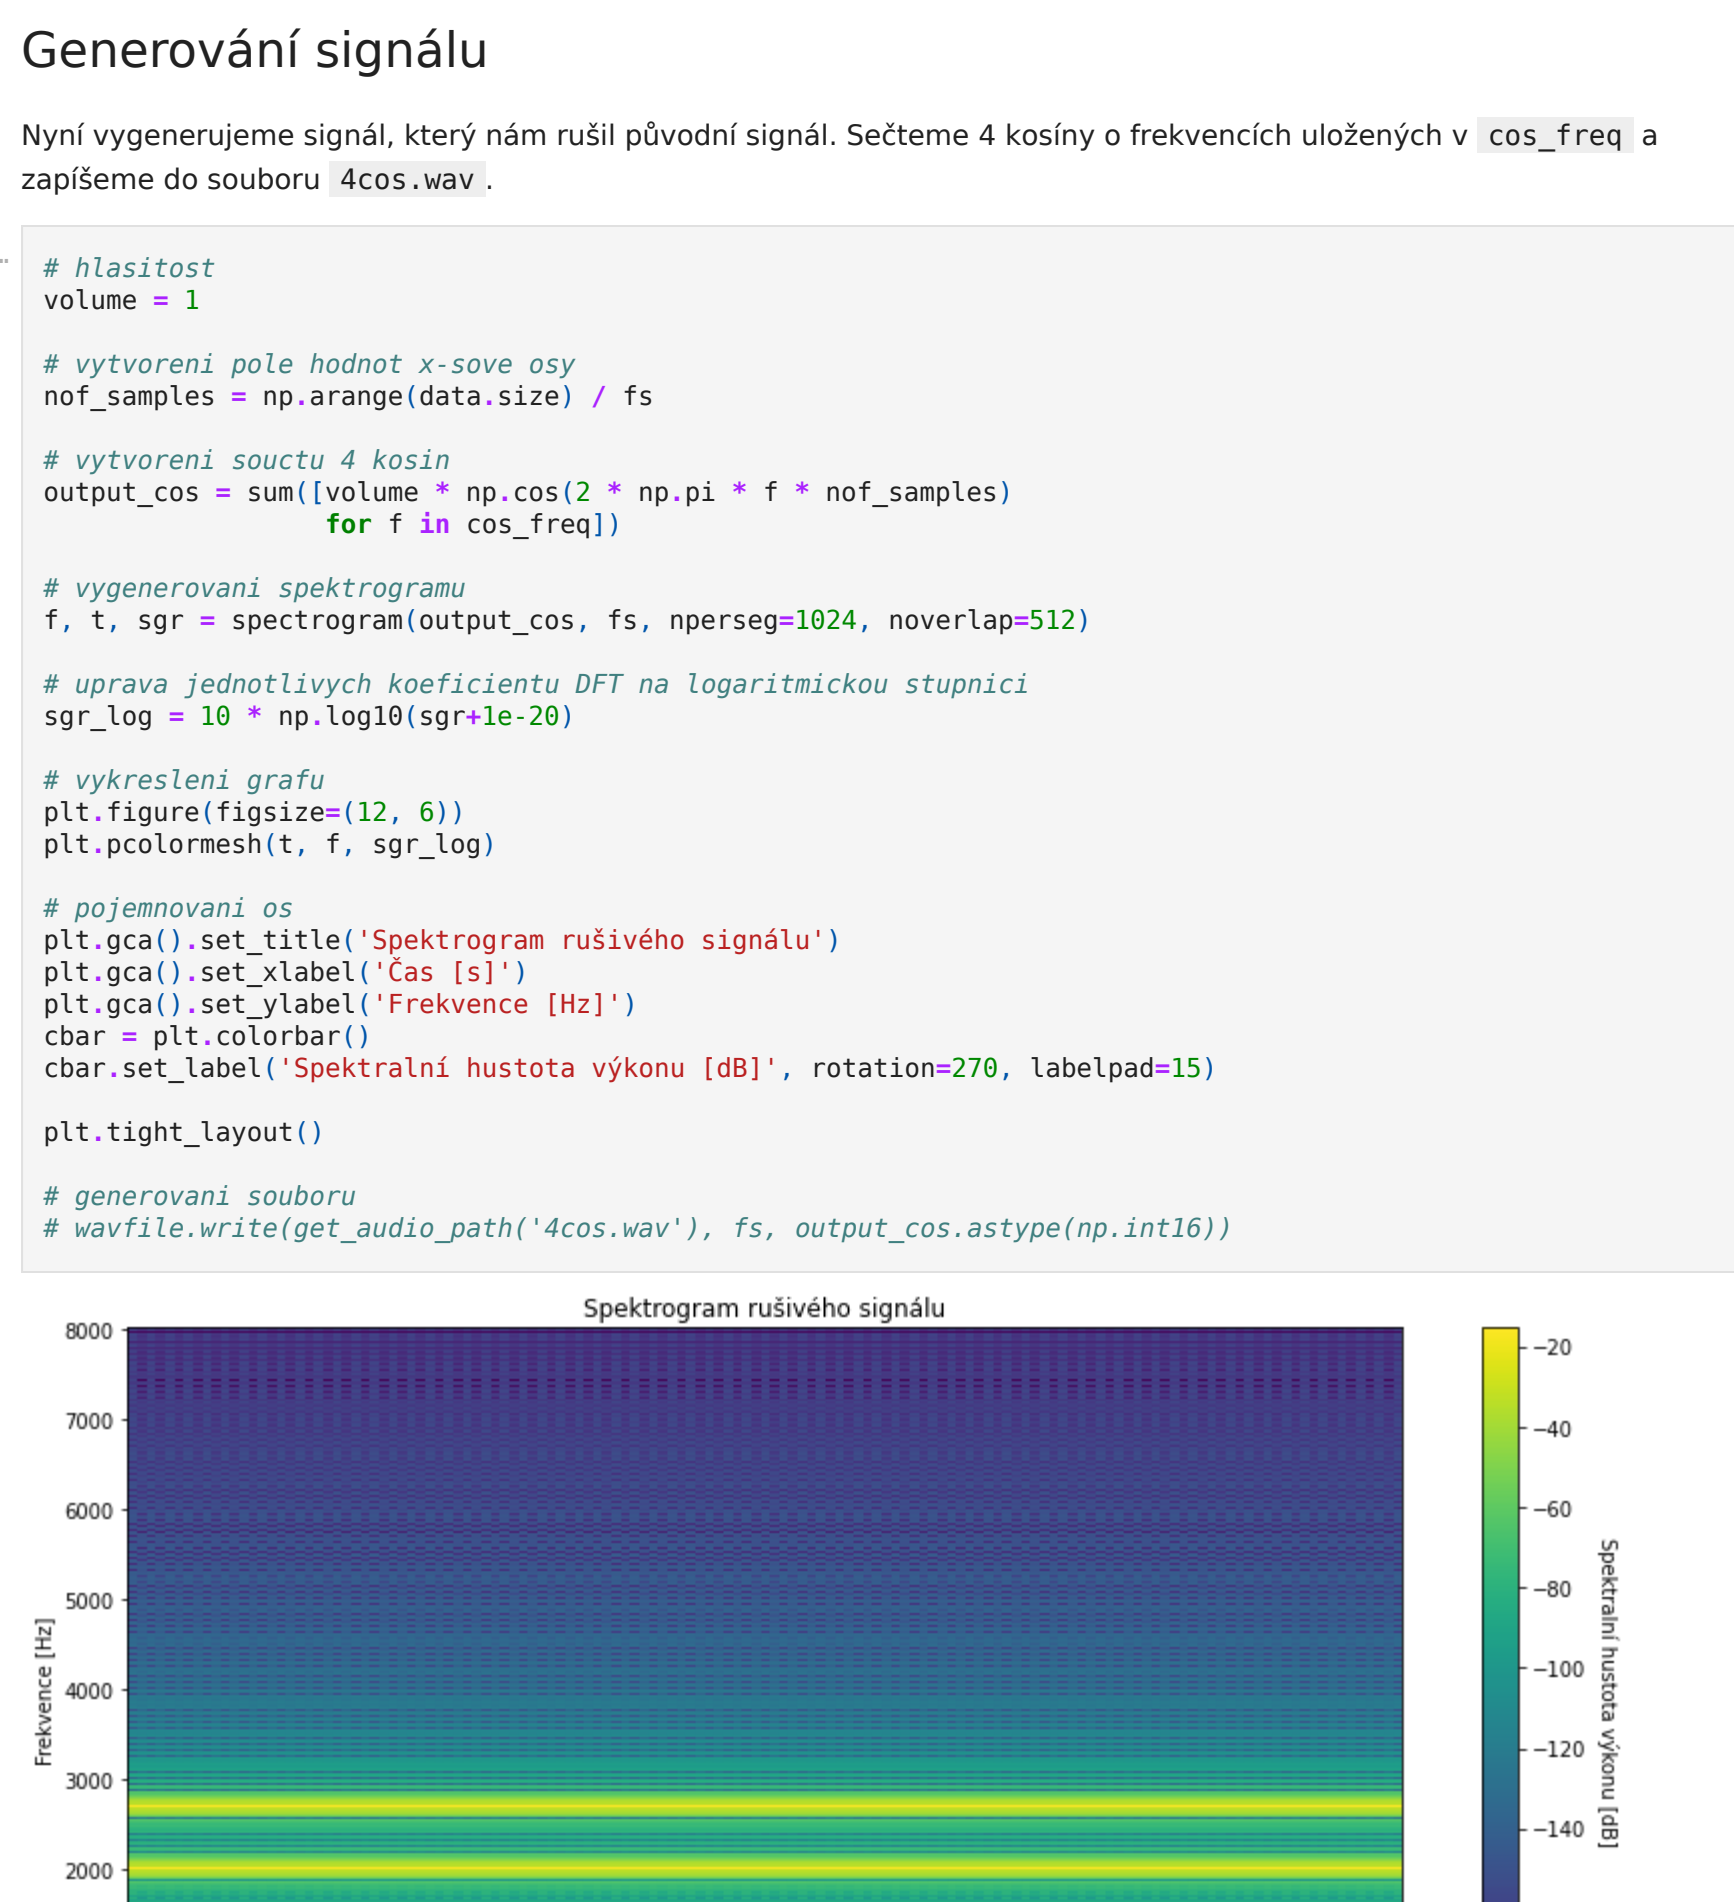 Generování signálu
Nyní vygenerujeme signál, který nám rušil původní signál. Sečteme 4 kosíny o frekvencích uložených v cos_freq a
zapíšeme do souboru 4cos.wav .
# hlasitost
volume = 1
# vytvoreni pole hodnot x-sove osy
nof_samples = np.arange(data.size) / fs
# vytvoreni souctu 4 kosin
output_cos = sum([volume * np.cos(2 * np.pi * f * nof_samples)
for f in cos_freq])
# vygenerovani spektrogramu
f, t, sgr = spectrogram(output_cos, fs, nperseg=1024, noverlap=512)
# uprava jednotlivych koeficientu DFT na logaritmickou stupnici
sgr_log = 10 * np.log10(sgr+1e-20)
# vykresleni grafu
plt.figure(figsize=(12, 6))
plt.pcolormesh(t, f, sgr_log)
# pojemnovani os
plt.gca().set_title('Spektrogram rušivého signálu')
plt.gca().set_xlabel('Čas [s]')
plt.gca().set_ylabel('Frekvence [Hz]')
cbar = plt.colorbar()
cbar.set_label('Spektralní hustota výkonu [dB]', rotation=270, labelpad=15)
plt.tight_layout()
# generovani souboru
# wavfile.write(get_audio_path('4cos.wav'), fs, output_cos.astype(np.int16))
Spektrogram rušivého signálu
8000
7000
6000
5000
4000
3000
2000
Frekvence [Hz]
−20
−40
−60
−80
−100
−120
−140
Spektralní hustota výkonu [dB]